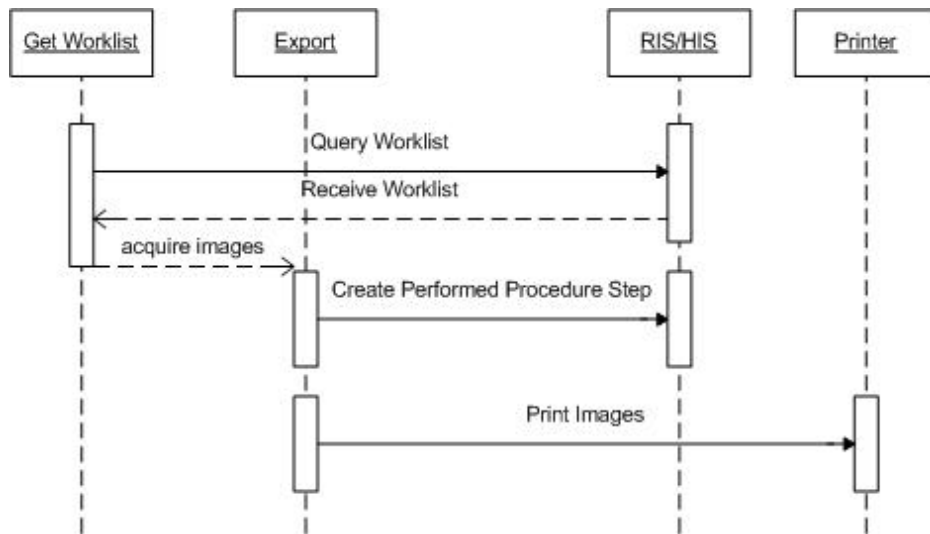 Get Worklist
Export
RIS/HIS
Printer
Query Worklist
Receive Worklist
acquire images
Create Performed Procedure Step
Print Images